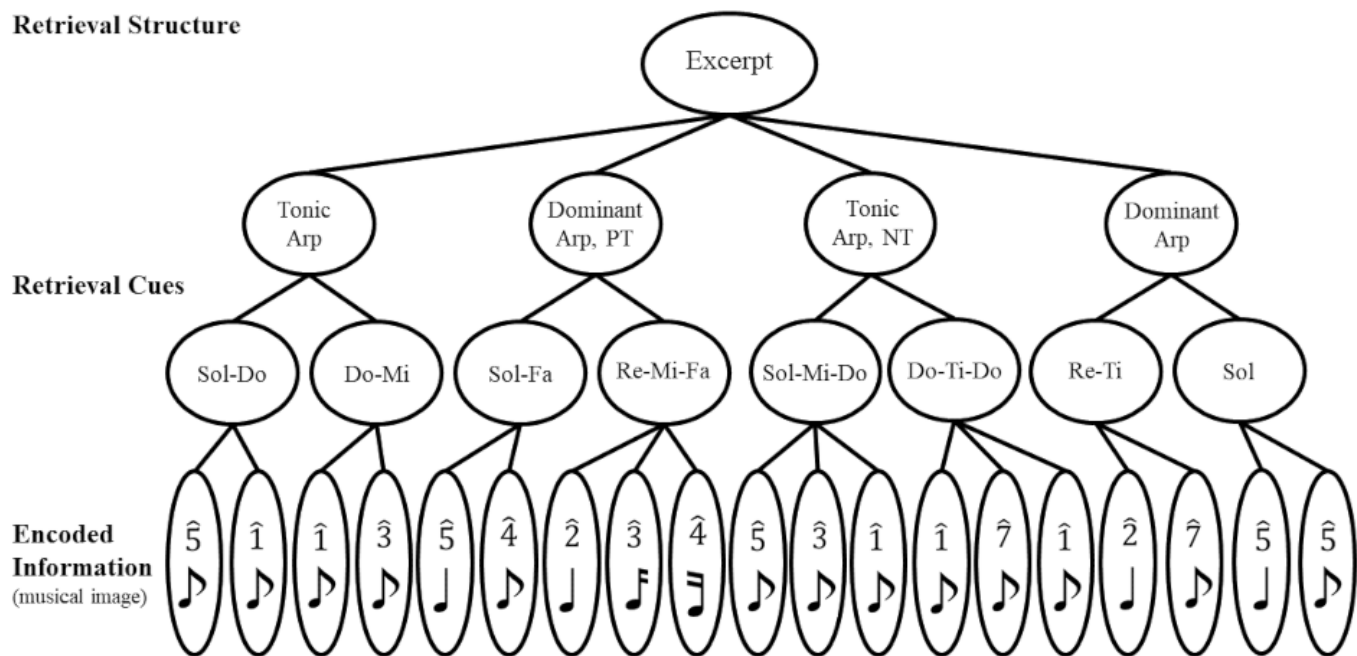 Retrieval Structure
Excerpt
Tonic
Arp
Dominant
Arp, PT
Tonic
Arp, NT
Dominant
Arp
Retrieval Cues
Sol-Do
Do-Mi
Sol-Fa
Re-Mi-Fa
Sol-Mi-Do
Do-Ti-Do
Re-Ti
Sol
Encoded
Information
(musical image)
5̂ 1̂ 1̂ 3̂ 5̂ 4̂ 2̂ 3̂ 4̂ 5̂ 3̂ 1̂ 1̂ 7̂ 1̂ 2̂ 7̂ 5̂ 5̂